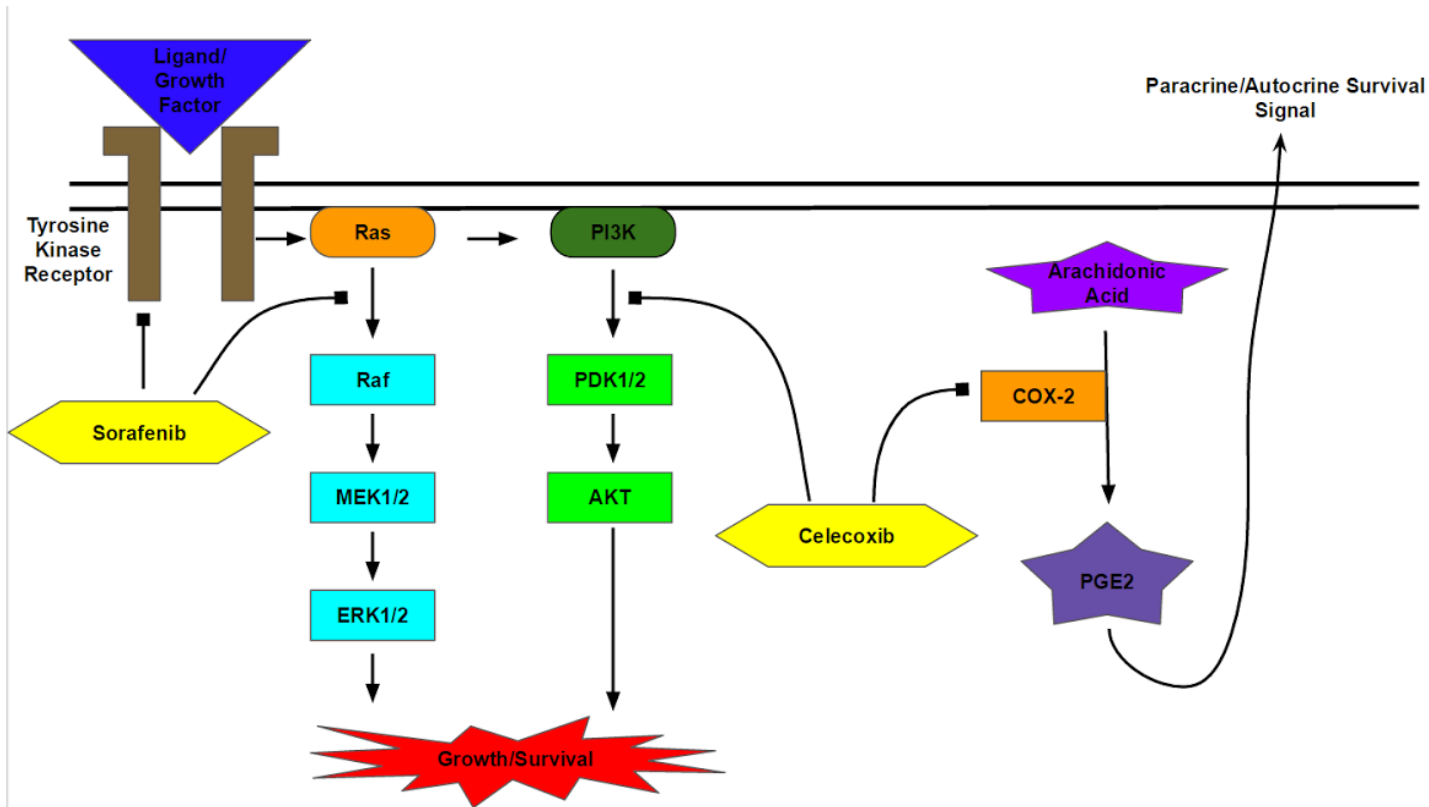 Ligand/
Growth
Factor
Paracrine/Autocrine Survival
Signal
Tyrosine
Kinase
Receptor
Ras
PI3K
Arachidonic
Acid
Raf
PDK1/2
COX-2
Sorafenib
MEK1/2
AKT
Celecoxib
PGE2
ERK1/2
Growth/Survival